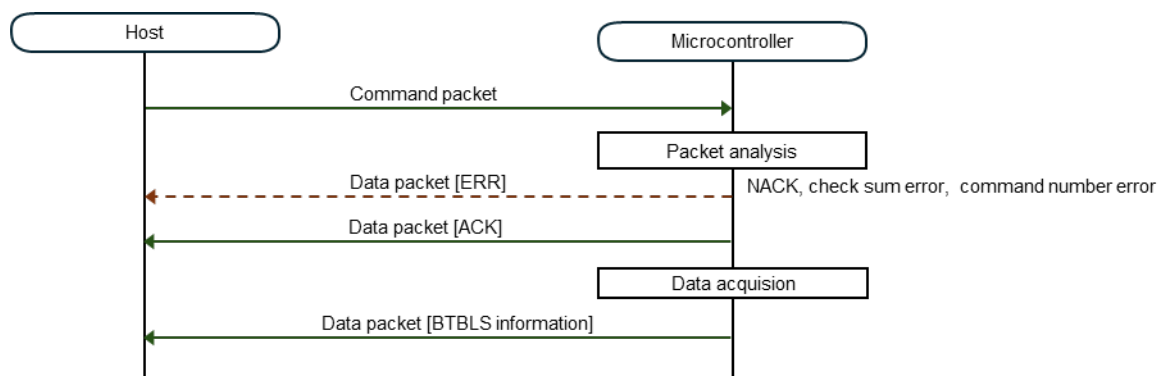 Host
Microcontroller
Command packet
Packet analysis
Data packet [ERR]
NACK, check sum error, command number error
Data packet [ACK]
Data acquision
Data packet [BTBLS information]